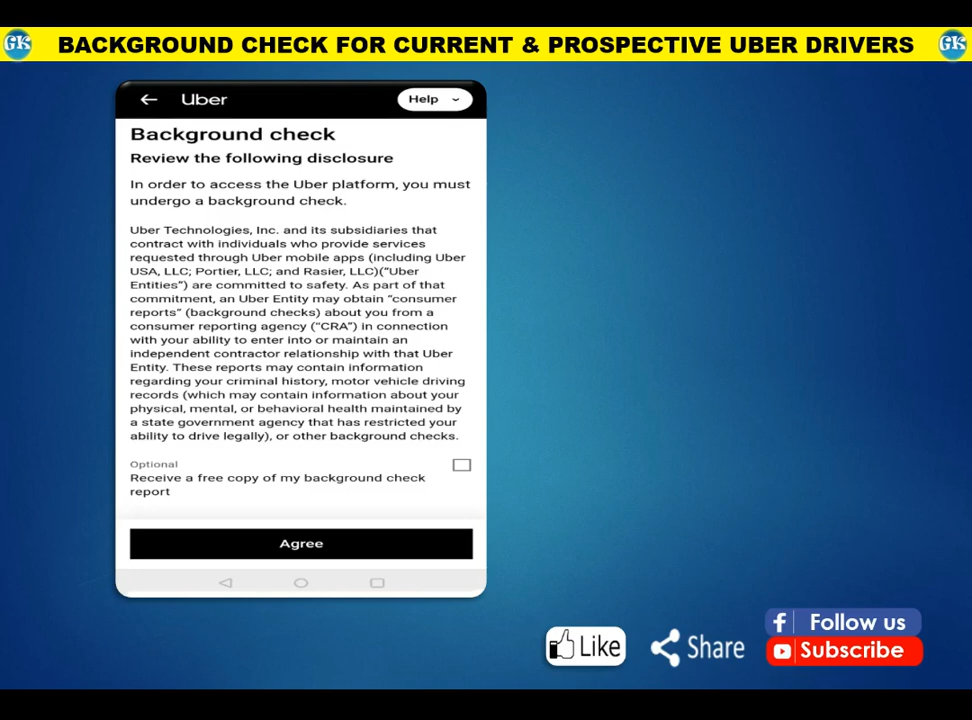 GK
BACKGROUND CHECK FOR CURRENT & PROSPECTIVE UBER DRIVERS
GK
Uber
Help
Background check
Review the following disclosure
In order to access the Uber platform, you must
undergo a background check.
Uber Technologies, Inc. and its subsidiaries that
contract with individuals who provide services
requested through Uber mobile apps (including Uber
USA, LLC; Portier, LLC; and Rasier, LLC)(“Uber
Entities”) are committed to safety. As part of that
commitment, an Uber Entity may obtain “consumer
reports” (background checks) about you from a
consumer reporting agency (“CRA”) in connection
with your ability to enter into or maintain an
independent contractor relationship with that Uber
Entity. These reports may contain information
regarding your criminal history, motor vehicle driving
records (which may contain information about your
physical, mental, or behavioral health maintained by
a state government agency that has restricted your
ability to drive legally), or other background checks.
Optional
Receive a free copy of my background check
report
Agree
Like
Share
f Follow us
Subscribe